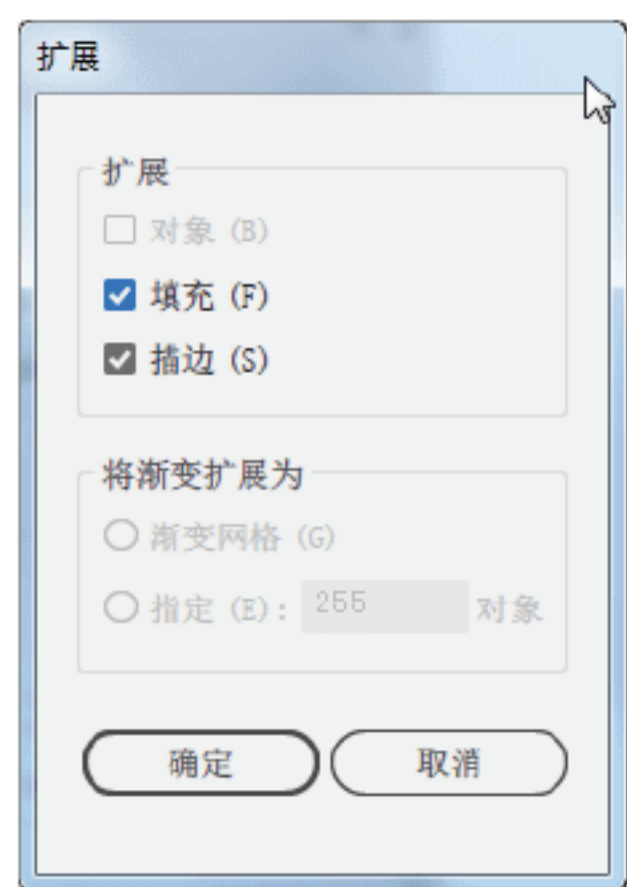 扩展
扩展
对象 (B)
填充 (F)
描边 (S)
将渐变扩展为
渐变网格 (G)
指定 (E): 255 对象
确定 取消